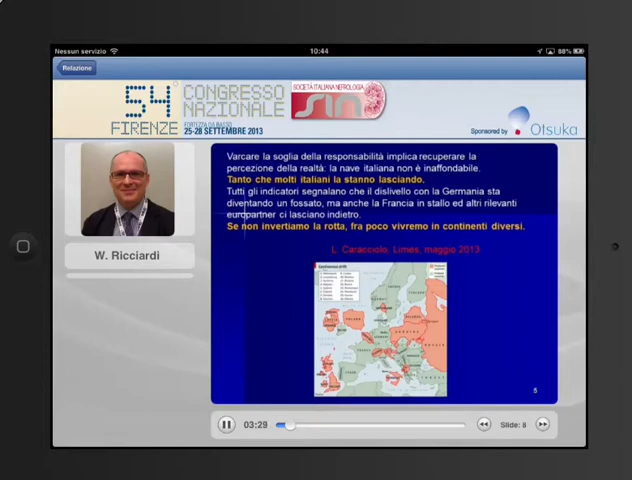 Nessun servizio
10:44
88%
Relazione
54°
CONGRESSO
NAZIONALE
FIRENZE
FORTEZZA DA BASSO
25-28 SETTEMBRE 2013
SOCIETÀ ITALIANA NEFROLOGIA
SIN
Sponsored by
Otsuka
W. Ricciardi
Varcare la soglia della responsabilità implica recuperare la
percezione della realtà: la nave italiana non è inaffondabile.
Tanto che molti italiani la stanno lasciando.
Tutti gli indicatori segnalano che il dislivello con la Germania sta
diventando un fossato, ma anche la Francia in stallo ed altri rilevanti
europartner ci lasciano indietro.
Se non invertiamo la rotta, fra poco vivremo in continenti diversi.
L. Caracciolo, Limes, maggio 2013
5
03:29
Slide: 5